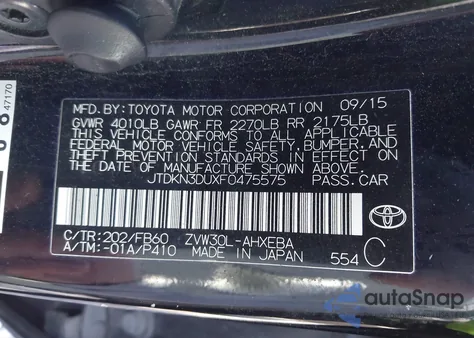 MFD.BY:TOYOTA MOTOR CORPORATION 09/15
GVWR 4010LB GAWR FR 2270LB RR 2175LB
THIS VEHICLE CONFORMS TO ALL APPLICABLE
FEDERAL MOTOR VEHICLE SAFETY,BUMPER,AND
THEFT PREVENTION STANDARDS IN EFFECT ON
THE DATE OF MANUFACTURE SHOWN ABOVE.
JTDKN3DUXF0475575 PASS.CAR
C/TR:202/FB60 ZVW30L-AHXEBA
A/TM:-01A/P410 MADE IN JAPAN 554 C
47170
autoSnap